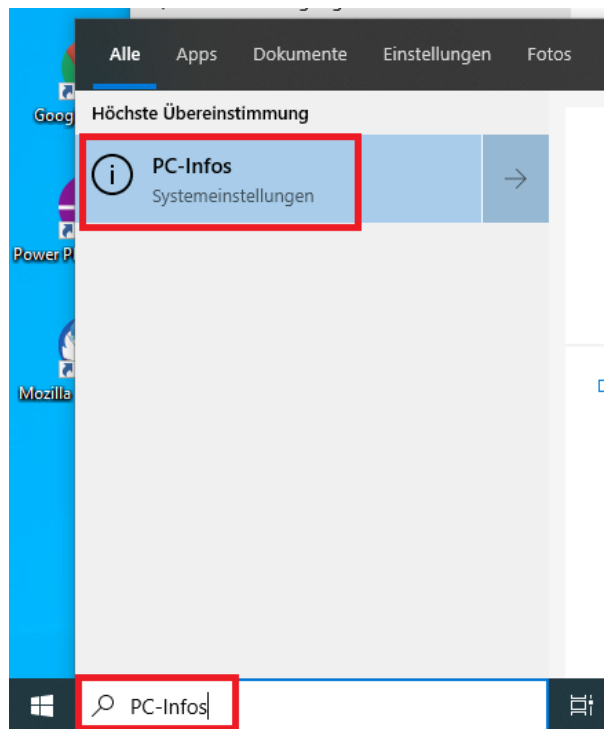 Alle Apps Dokumente Einstellungen Fotos
Goog
Höchste Übereinstimmung
PC-Infos
Systemeinstellungen
Power P
Mozilla
PC-Infos